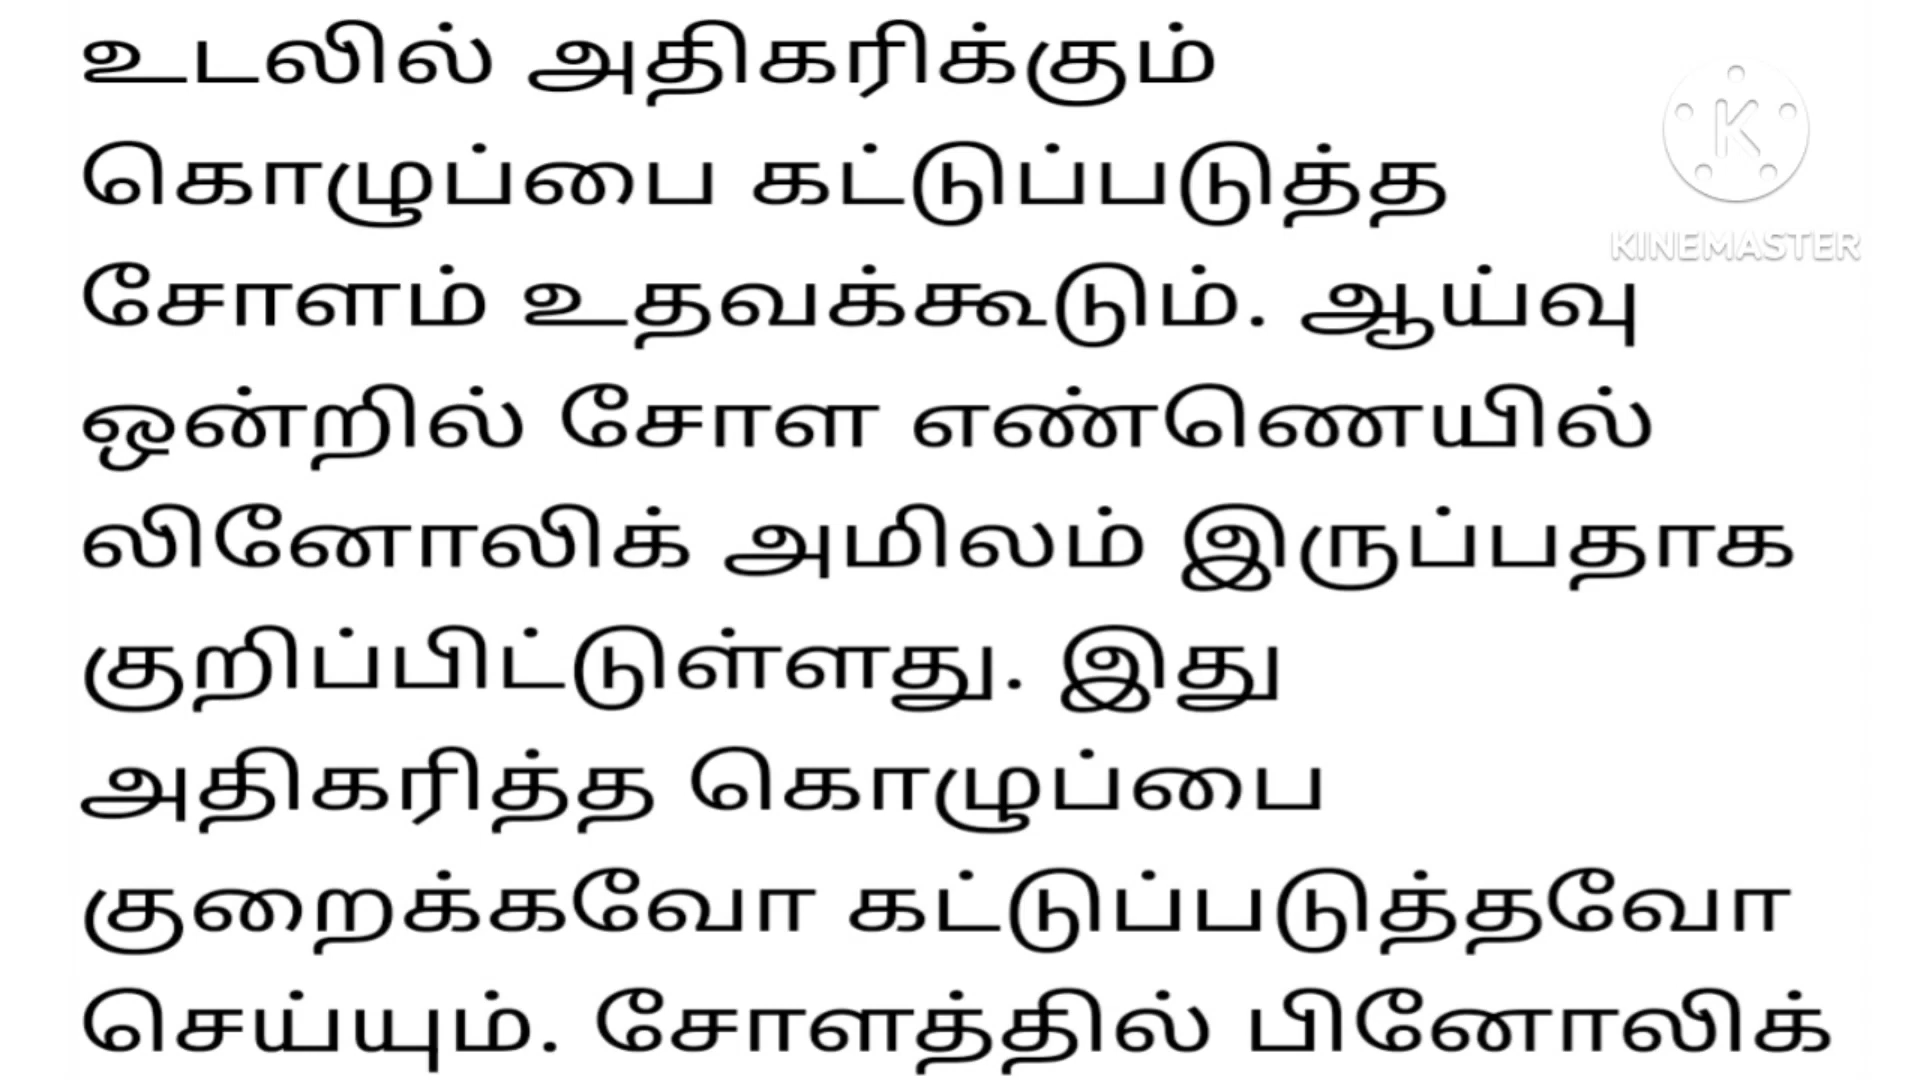 உடலில் அதிகரிக்கும்
கொழுப்பை கட்டுப்படுத்த
சோளம் உதவக்கூடும். ஆய்வு
ஒன்றில் சோள எண்ணெயில்
லினோலிக் அமிலம் இருப்பதாக
குறிப்பிட்டுள்ளது. இது
அதிகரித்த கொழுப்பை
குறைக்கவோ கட்டுப்படுத்தவோ
செய்யும். சோளத்தில் பினோலிக்
K
KINEMASTER